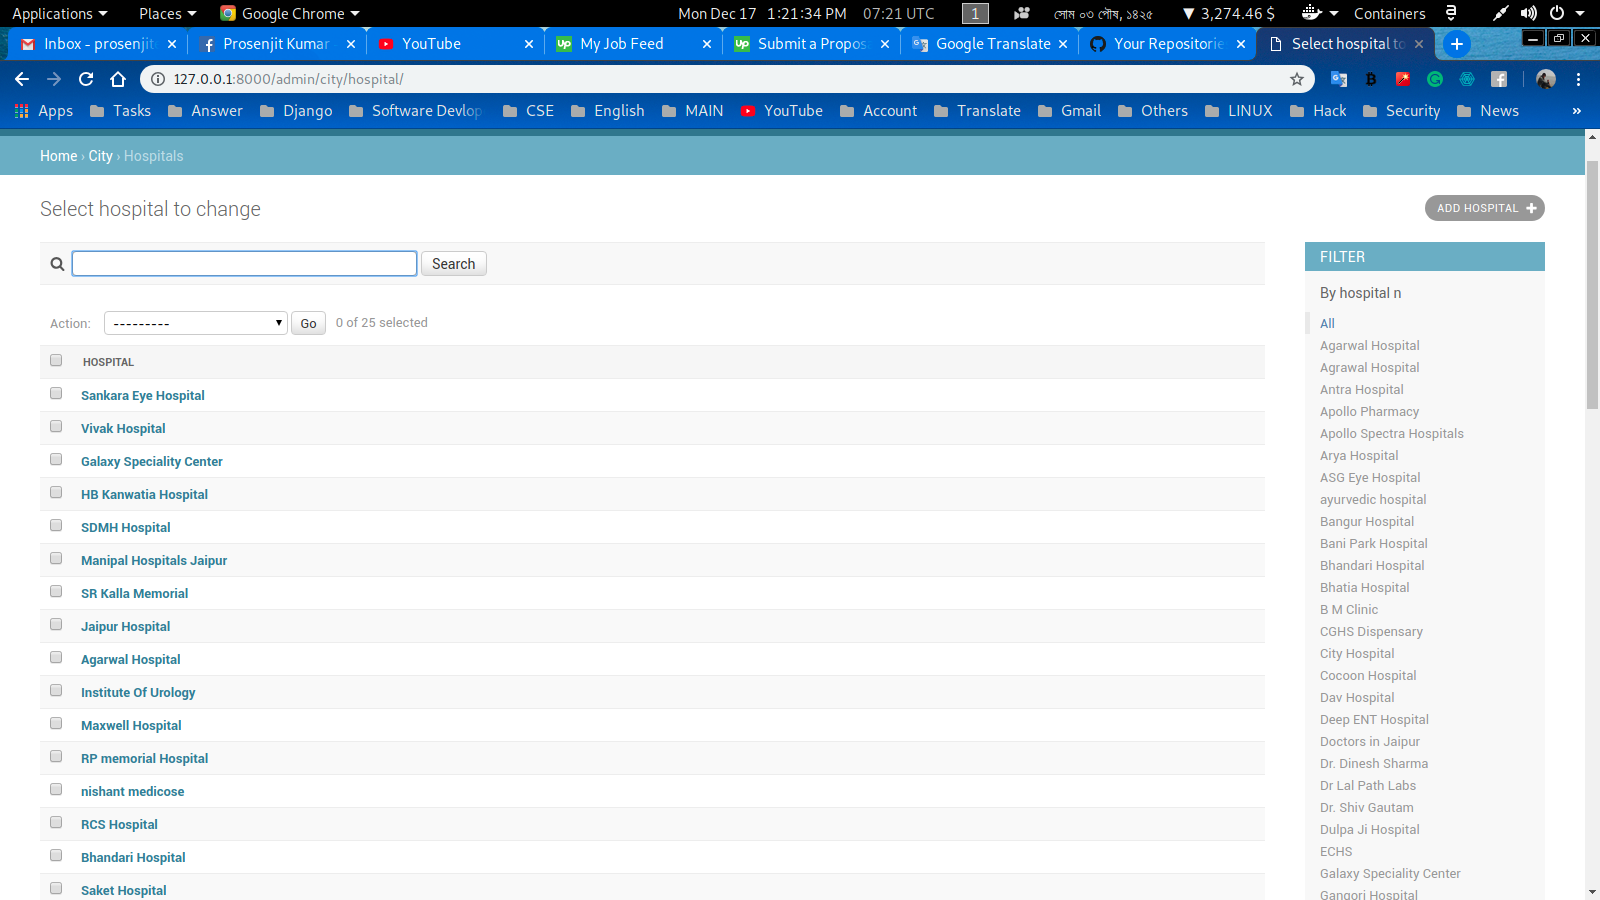 Applications Places Google Chrome Mon Dec 17 1:21:34 PM 07:21 UTC 1 সোম ০৩ পৌষ, ১৪২৫ ▼ 3,274.46 $ Containers
Inbox - prosenjit Prosenjit Kumar YouTube My Job Feed Submit a Propos Google Translate Your Repositorie Select hospital to
127.0.0.1:8000/admin/city/hospital/
Apps Tasks Answer Django Software Devlop CSE English MAIN YouTube Account Translate Gmail Others LINUX Hack Security News »
Home › City › Hospitals
Select hospital to change
ADD HOSPITAL +
Search
Action: --------- Go 0 of 25 selected
HOSPITAL
Sankara Eye Hospital
Vivak Hospital
Galaxy Speciality Center
HB Kanwatia Hospital
SDMH Hospital
Manipal Hospitals Jaipur
SR Kalla Memorial
Jaipur Hospital
Agarwal Hospital
Institute Of Urology
Maxwell Hospital
RP memorial Hospital
nishant medicose
RCS Hospital
Bhandari Hospital
Saket Hospital
FILTER
By hospital n
All
Agarwal Hospital
Agrawal Hospital
Antra Hospital
Apollo Pharmacy
Apollo Spectra Hospitals
Arya Hospital
ASG Eye Hospital
ayurvedic hospital
Bangur Hospital
Bani Park Hospital
Bhandari Hospital
Bhatia Hospital
B M Clinic
CGHS Dispensary
City Hospital
Cocoon Hospital
Dav Hospital
Deep ENT Hospital
Doctors in Jaipur
Dr. Dinesh Sharma
Dr Lal Path Labs
Dr. Shiv Gautam
Dulpa Ji Hospital
ECHS
Galaxy Speciality Center
Gangori Hospital